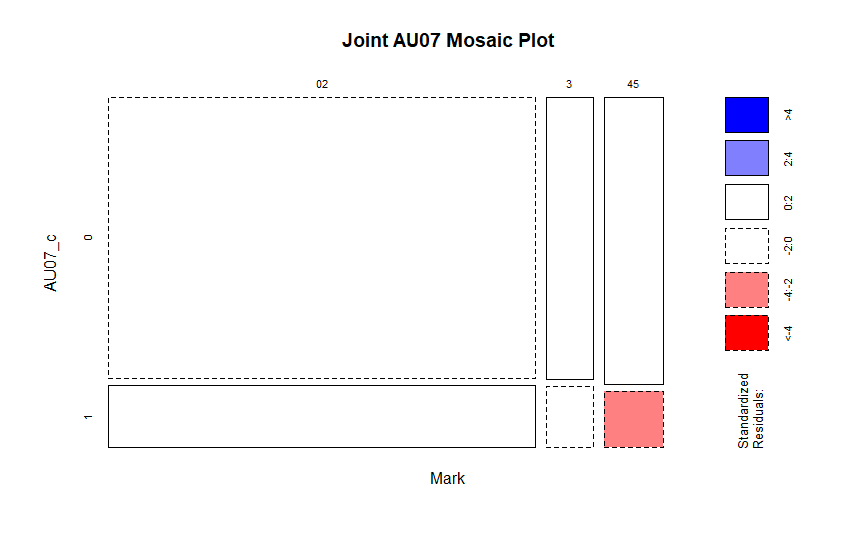 Joint AU07 Mosaic Plot
02
3
45
0
1
AU07_c
Mark
>4
2:4
0:2
-2:0
-4:-2
<-4
Standardized
Residuals: